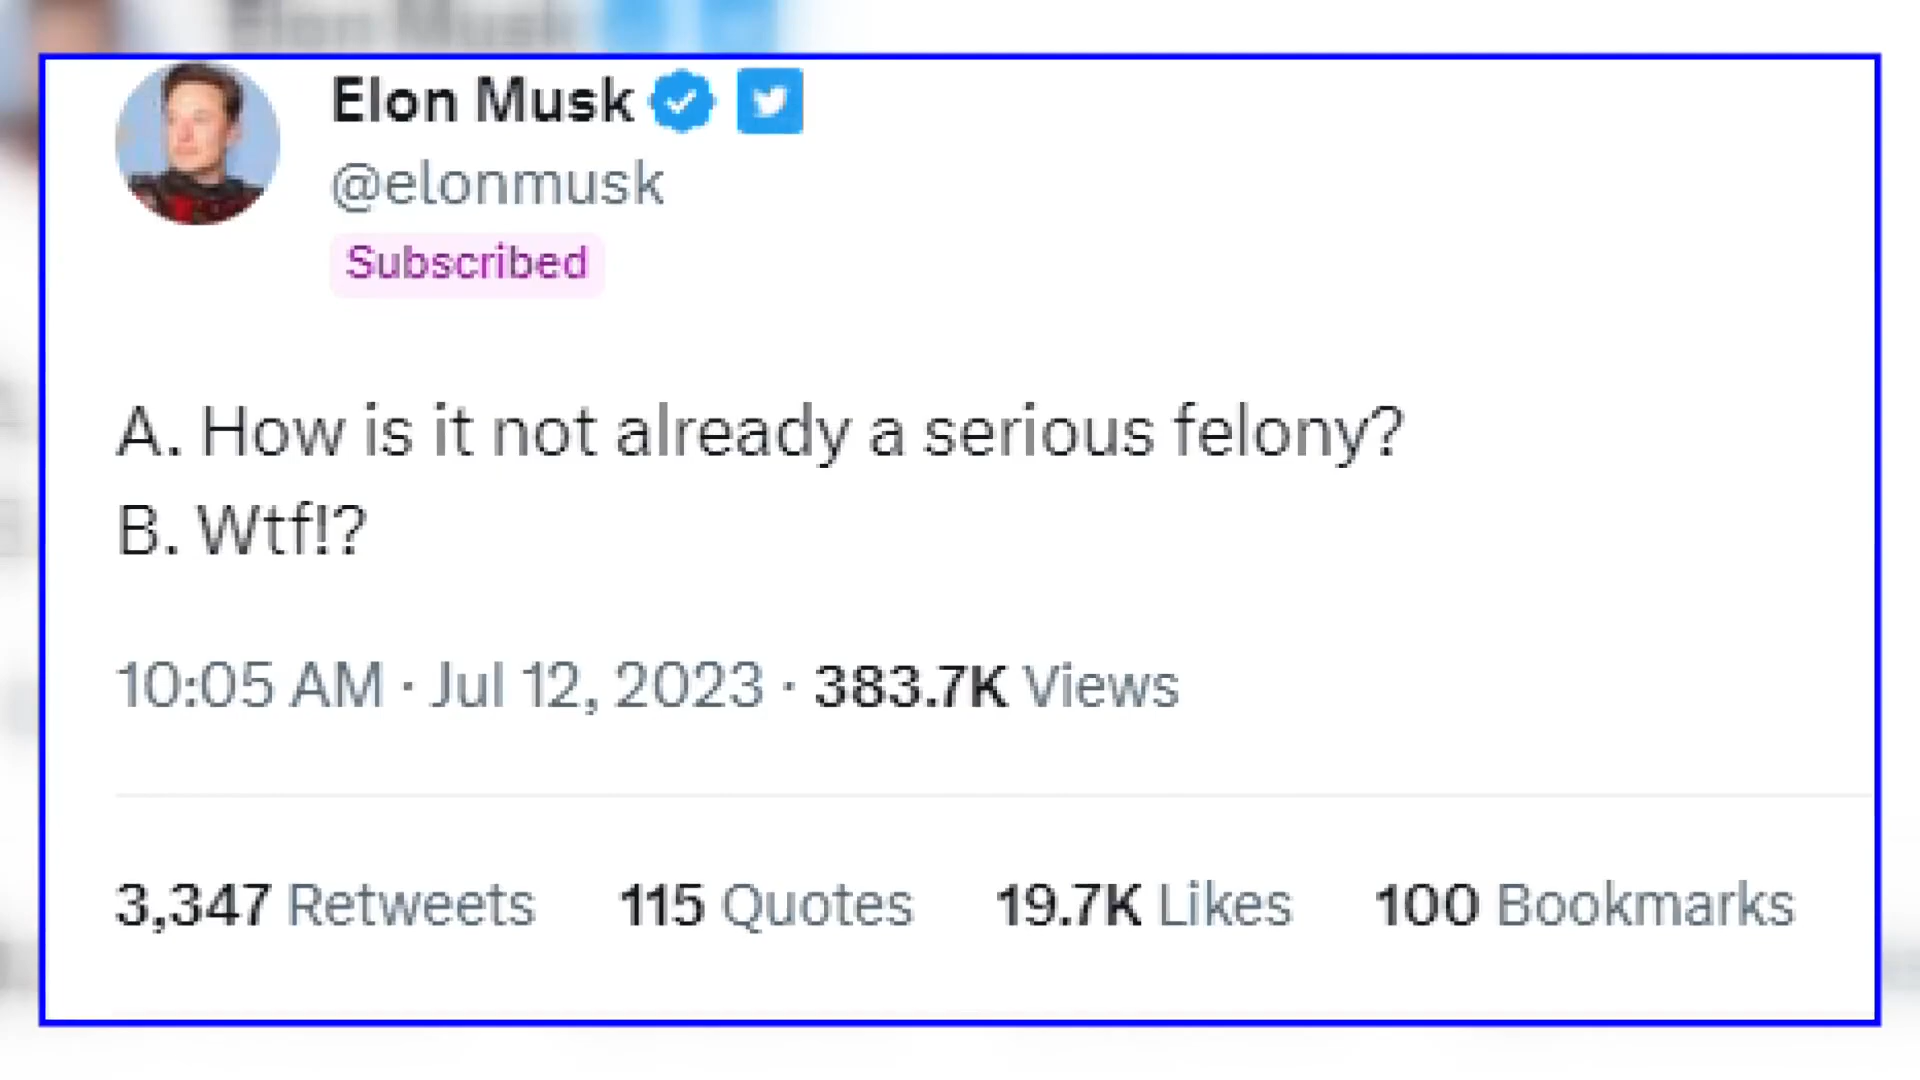 Elon Musk
@elonmusk
Subscribed
A. How is it not already a serious felony?
B. Wtf!?
10:05 AM · Jul 12, 2023 · 383.7K Views
3,347 Retweets 115 Quotes 19.7K Likes 100 Bookmarks